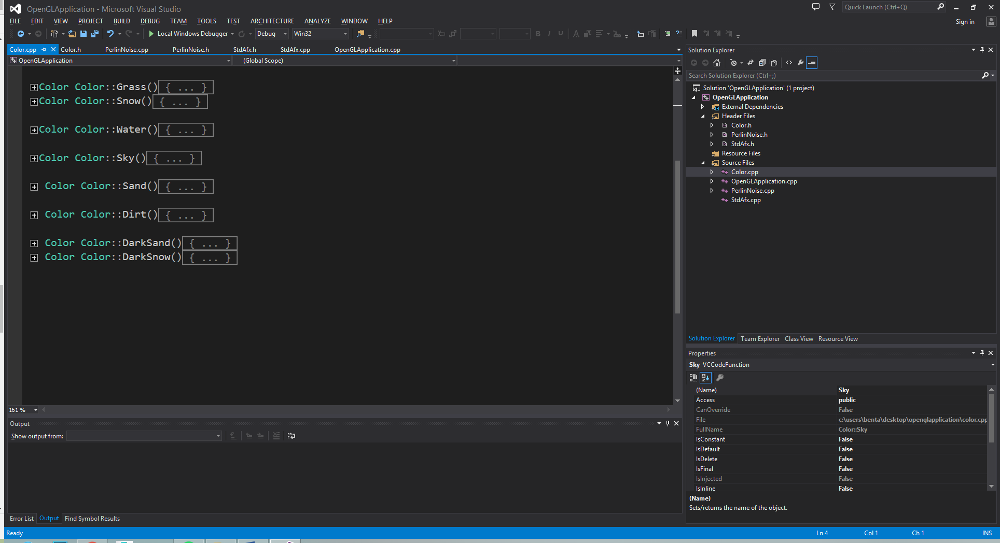 OpenGLApplication - Microsoft Visual Studio
Quick Launch (Ctrl+Q)
FILE EDIT VIEW PROJECT BUILD DEBUG TEAM TOOLS TEST ARCHITECTURE ANALYZE WINDOW HELP
Sign in
Local Windows Debugger Debug Win32
Color.cpp Color.h PerlinNoise.cpp PerlinNoise.h StdAfx.h StdAfx.cpp OpenGLApplication.cpp
OpenGLApplication (Global Scope)
Color Color::Grass(){ ... }
Color Color::Snow(){ ... }
Color Color::Water(){ ... }
Color Color::Sky(){ ... }
Color Color::Sand(){ ... }
Color Color::Dirt(){ ... }
Color Color::DarkSand(){ ... }
Color Color::DarkSnow(){ ... }
161 %
Output
Show output from:
Error List Output Find Symbol Results
Solution Explorer
Search Solution Explorer (Ctrl+;)
Solution 'OpenGLApplication' (1 project)
OpenGLApplication
External Dependencies
Header Files
Color.h
PerlinNoise.h
StdAfx.h
Resource Files
Source Files
Color.cpp
OpenGLApplication.cpp
PerlinNoise.cpp
StdAfx.cpp
Solution Explorer Team Explorer Class View Resource View
Properties
Sky VCCodeFunction
(Name) Sky
Access public
CanOverride False
File c:\users\benta\desktop\openglapplication\color.cpp
FullName Color::Sky
IsConstant False
IsDefault False
IsDelete False
IsFinal False
IsInjected False
IsInline False
(Name)
Sets/returns the name of the object.
Ready Ln 4 Col 1 Ch 1 INS